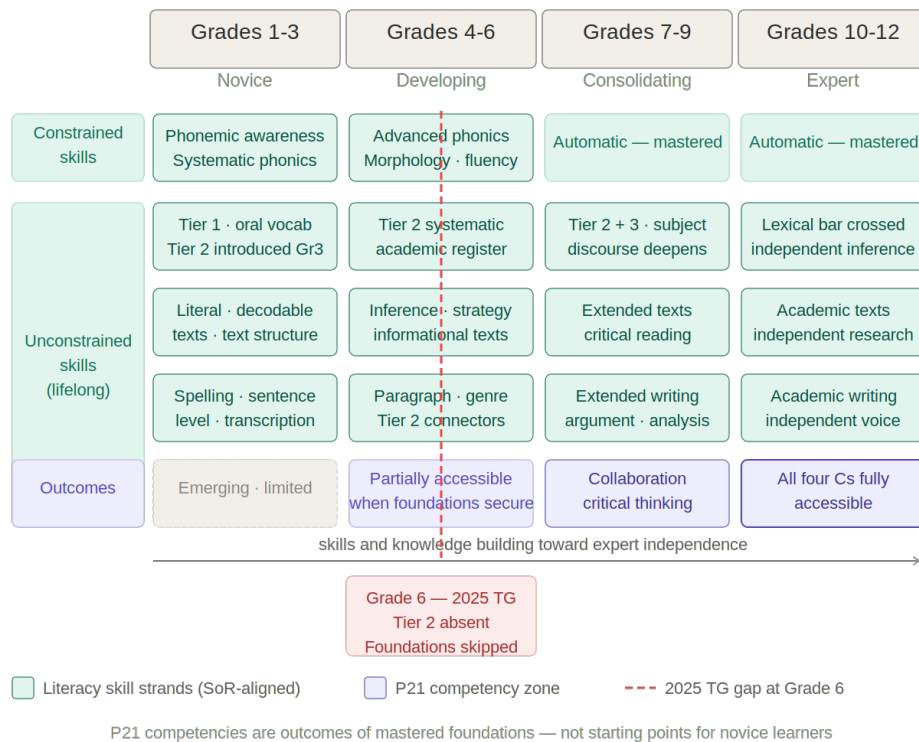 Grades 1-3
Grades 4-6
Grades 7-9
Grades 10-12
Novice
Developing
Consolidating
Expert
Constrained
skills
Phonemic awareness
Systematic phonics
Advanced phonics
Morphology · fluency
Automatic — mastered
Automatic — mastered
Unconstrained
skills
(lifelong)
Tier 1 · oral vocab
Tier 2 introduced Gr3
Tier 2 systematic
academic register
Tier 2 + 3 · subject
discourse deepens
Lexical bar crossed
independent inference
Literal · decodable
texts · text structure
Inference · strategy
informational texts
Extended texts
critical reading
Academic texts
independent research
Spelling · sentence
level · transcription
Paragraph · genre
Tier 2 connectors
Extended writing
argument · analysis
Academic writing
independent voice
Outcomes
Emerging · limited
Partially accessible
when foundations secure
Collaboration
critical thinking
All four Cs fully
accessible
skills and knowledge building toward expert independence
Grade 6 — 2025 TG
Tier 2 absent
Foundations skipped
Literacy skill strands (SoR-aligned)
P21 competency zone
2025 TG gap at Grade 6
P21 competencies are outcomes of mastered foundations — not starting points for novice learners